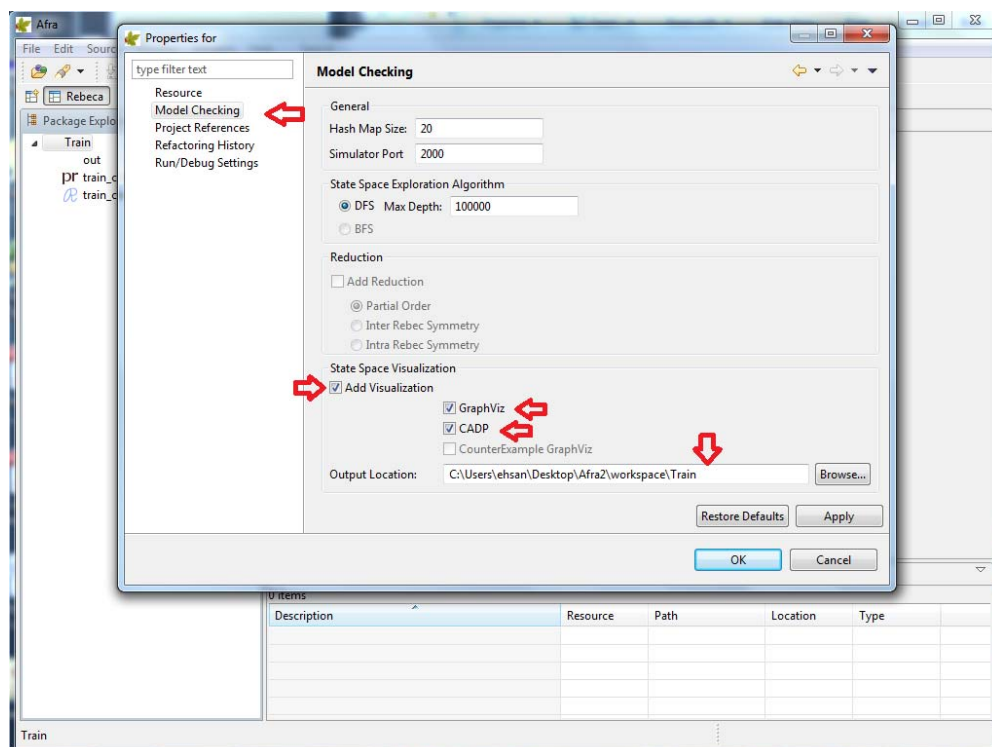 Afra
File Edit Sourc
Rebeca
Package Explo
Train
out
train_c
train_c
Properties for
type filter text
Resource
Model Checking
Project References
Refactoring History
Run/Debug Settings
Model Checking
General
Hash Map Size: 20
Simulator Port 2000
State Space Exploration Algorithm
DFS Max Depth: 100000
BFS
Reduction
Add Reduction
Partial Order
Inter Rebec Symmetry
Intra Rebec Symmetry
State Space Visualization
Add Visualization
GraphViz
CADP
CounterExample GraphViz
Output Location: C:\Users\ehsan\Desktop\Afra2\workspace\Train Browse...
Restore Defaults Apply
OK Cancel
0 items
Description Resource Path Location Type
Train